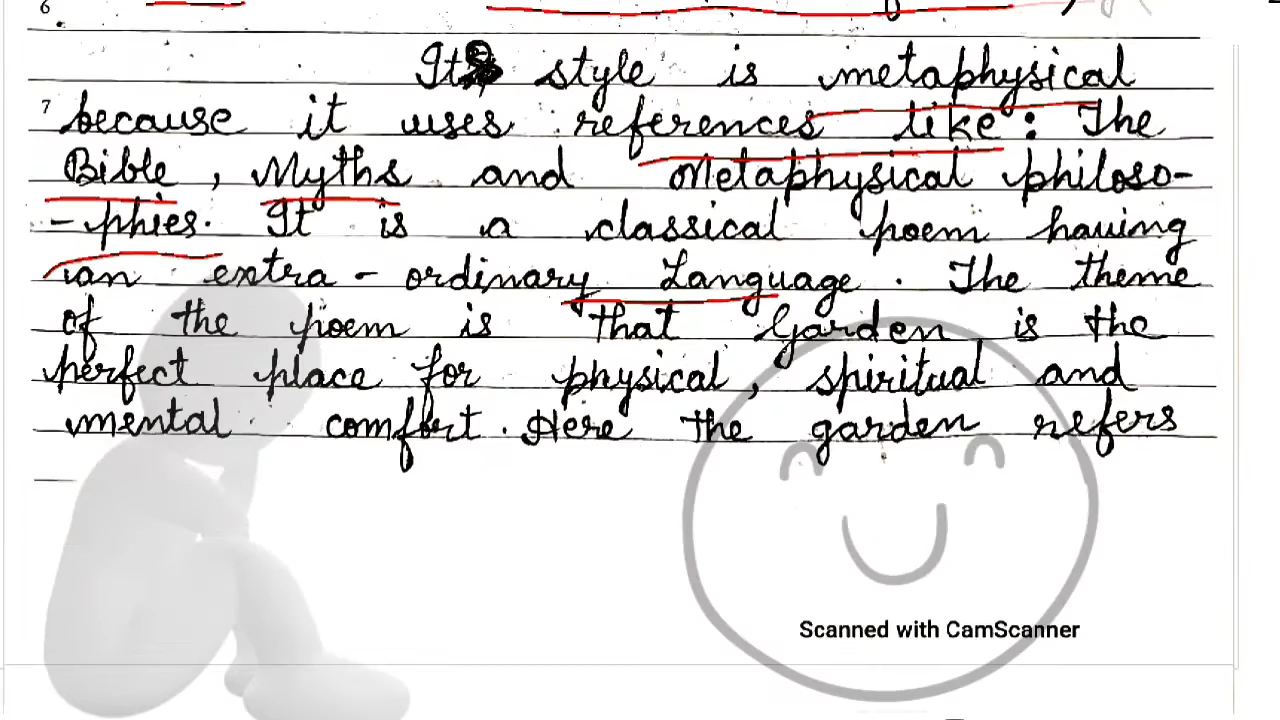 6
Its style is metaphysical
7
because it uses references like: The
Bible, Myths and Metaphysical philoso-
-phies. It is a classical poem having
an extra-ordinary Language. The theme
of the poem is that Garden is the
perfect place for physical, spiritual and
mental comfort. Here the garden refers
Scanned with CamScanner